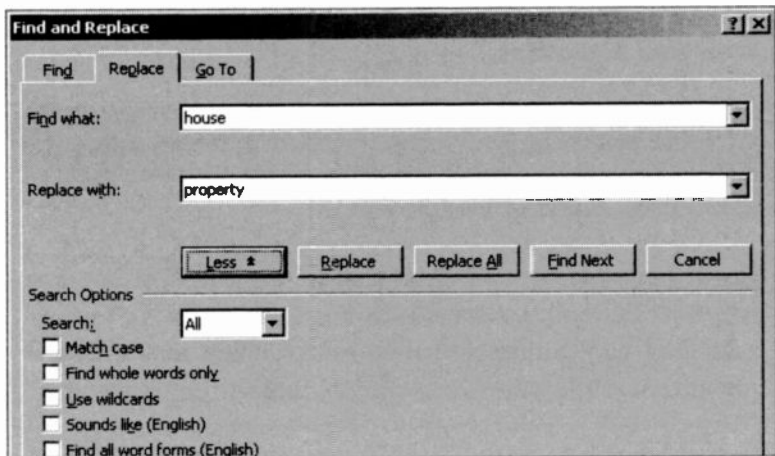 Find and Replace
Find Replace Go To
Find what: house
Replace with: property
Less Replace Replace All Find Next Cancel
Search Options
Search: All
Match case
Find whole words only
Use wildcards
Sounds like (English)
Find all word forms (English)